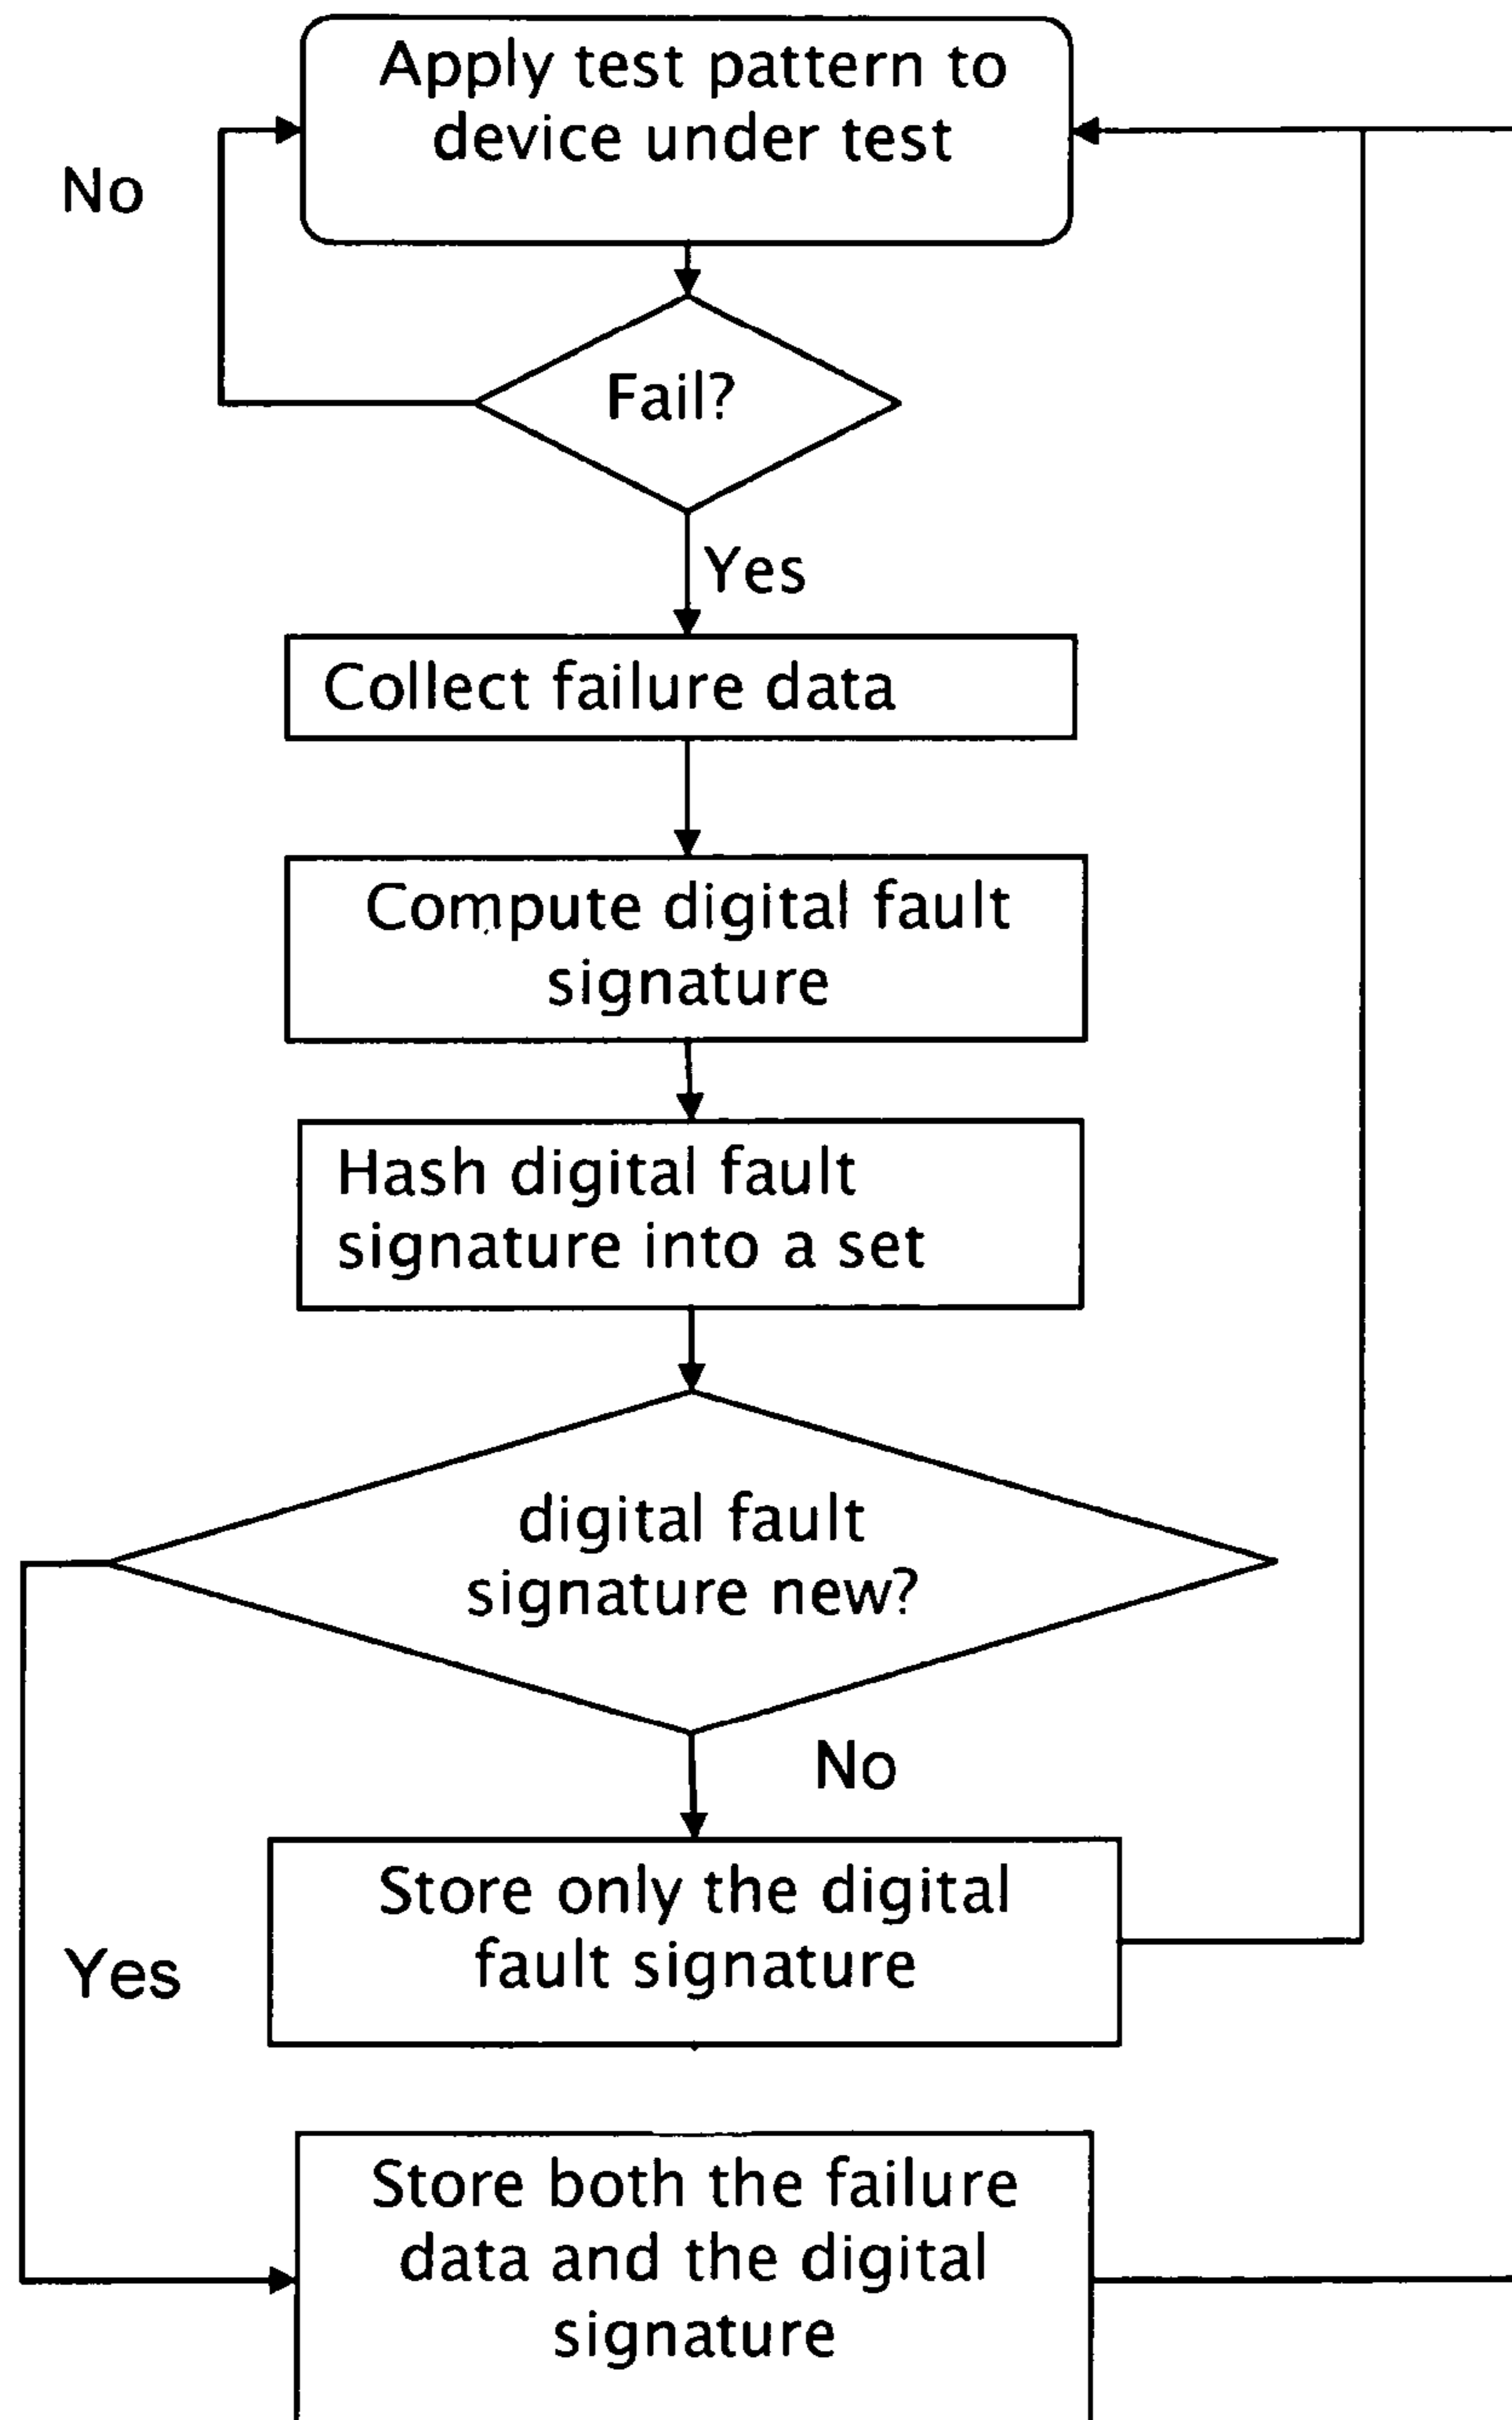 Apply test pattern to
device under test
No
Fail?
Yes
Collect failure data
Compute digital fault
signature
Hash digital fault
signature into a set
digital fault
signature new?
No
Store only the digital
fault signature
Yes
Store both the failure
data and the digital
signature